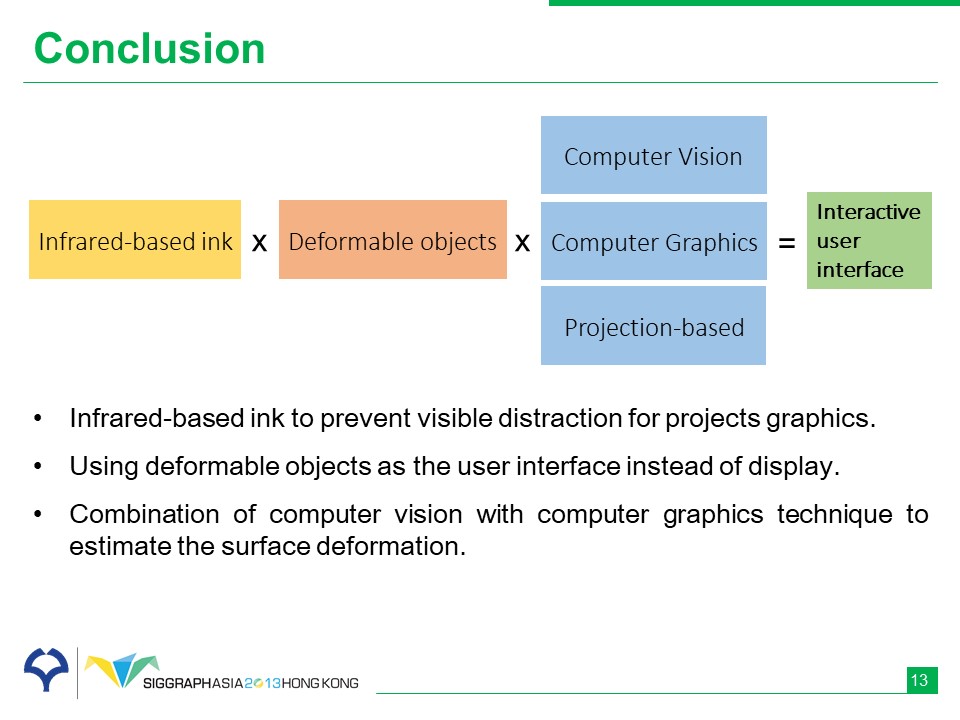 Conclusion
Computer Vision
Infrared-based ink x Deformable objects x Computer Graphics = Interactive user interface
Projection-based
• Infrared-based ink to prevent visible distraction for projects graphics.
• Using deformable objects as the user interface instead of display.
• Combination of computer vision with computer graphics technique to
estimate the surface deformation.
SIGGRAPHASIA2013HONGKONG
13